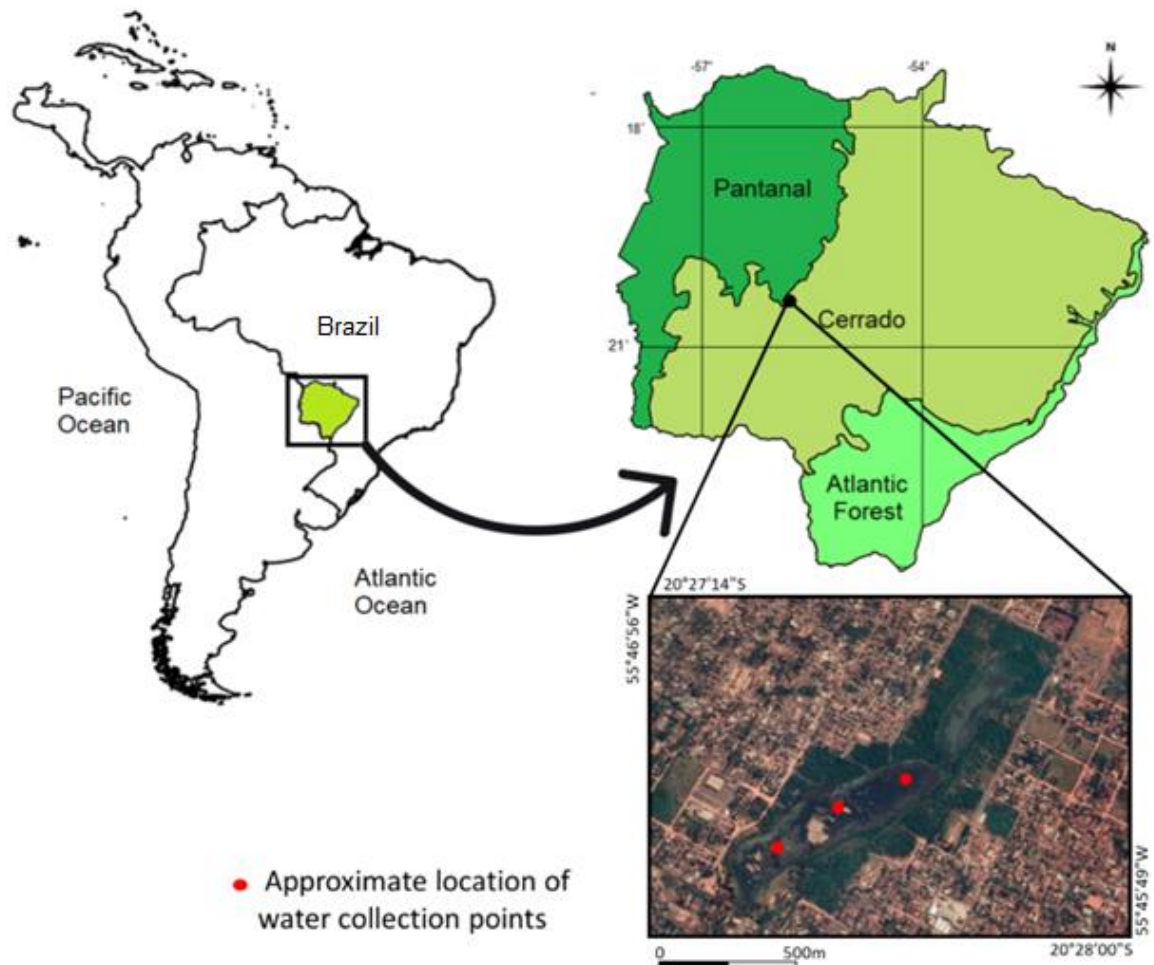 Brazil
Pacific
Ocean
Atlantic
Ocean
N
-57°
-54°
18°
21°
Pantanal
Cerrado
Atlantic
Forest
20°27'14"S
55°46'56"W
55°45'49"W
20°28'00"S
0
500m
Approximate location of
water collection points